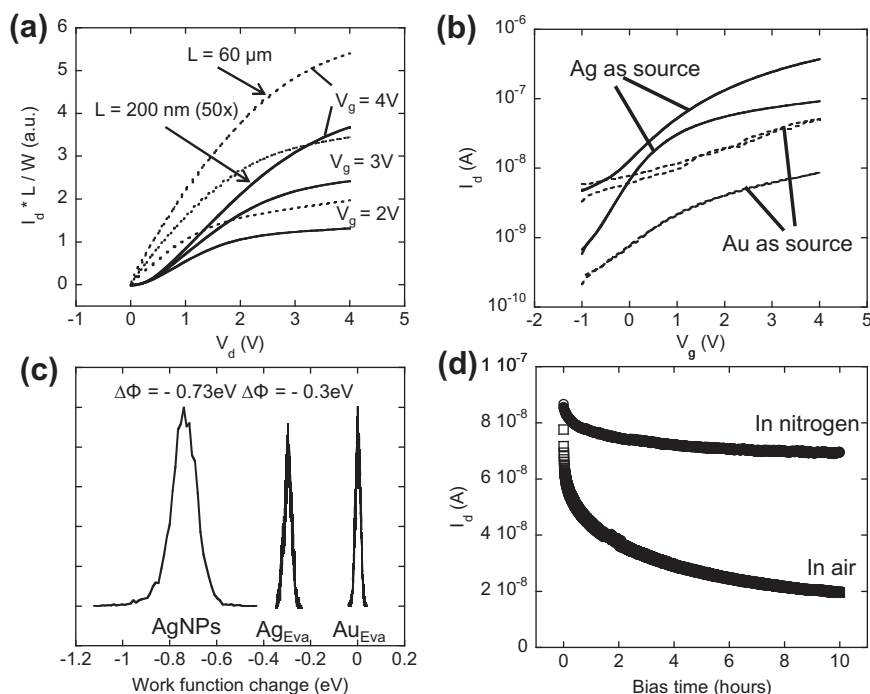 (a)
6
5
4
3
2
1
0
I_d * L / W (a.u.)
L = 60 µm
L = 200 nm (50x)
V_g = 4V
V_g = 3V
V_g = 2V
-1 0 1 2 3 4 5
V_d (V)
(b)
10^-6
10^-7
10^-8
10^-9
10^-10
I_d (A)
Ag as source
Au as source
-3 -2 -1 0 1 2 3 4 5
V_g (V)
(c)
ΔΦ = - 0.73eV ΔΦ = - 0.3eV
AgNPs Ag_Eva Au_Eva
-1.2 -1 -0.8 -0.6 -0.4 -0.2 0 0.2
Work function change (eV)
(d)
1 10^-7
8 10^-8
6 10^-8
4 10^-8
2 10^-8
0
I_d (A)
In nitrogen
In air
0 2 4 6 8 10
Bias time (hours)